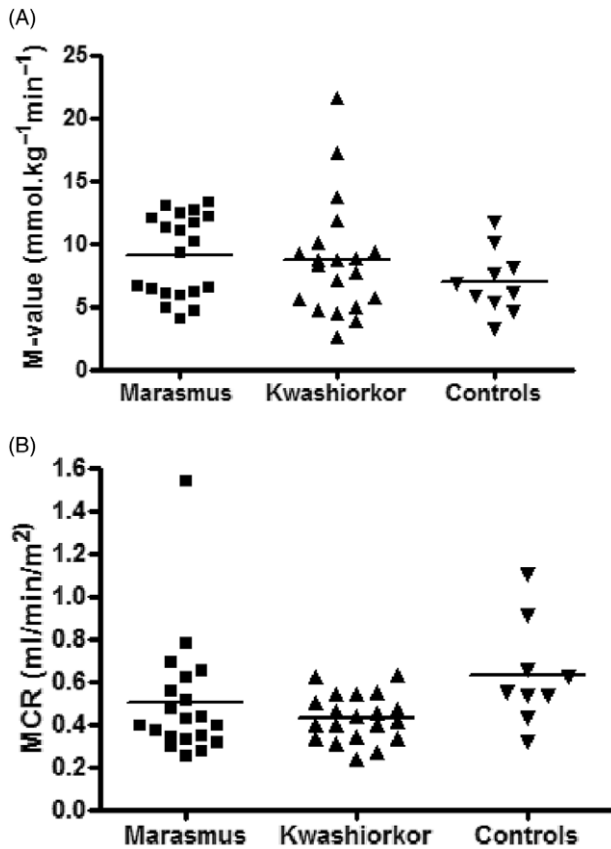 (A)
M-value (mmol.kg⁻¹min⁻¹)
25
20
15
10
5
0
Marasmus Kwashiorkor Controls
(B)
MCR (ml/min/m²)
1.6
1.4
1.2
1.0
0.8
0.6
0.4
0.2
0.0
Marasmus Kwashiorkor Controls